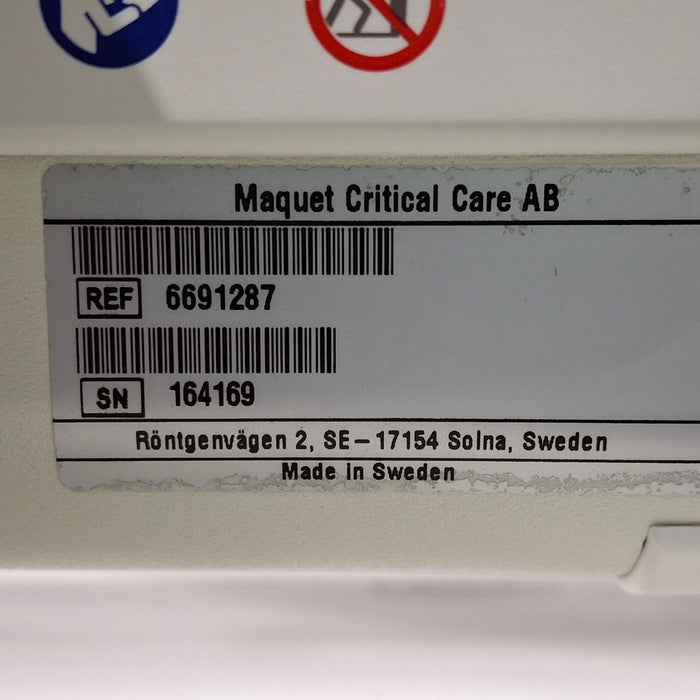 Maquet Critical Care AB
REF 6691287
SN 164169
Röntgenvägen 2, SE–17154 Solna, Sweden
Made in Sweden